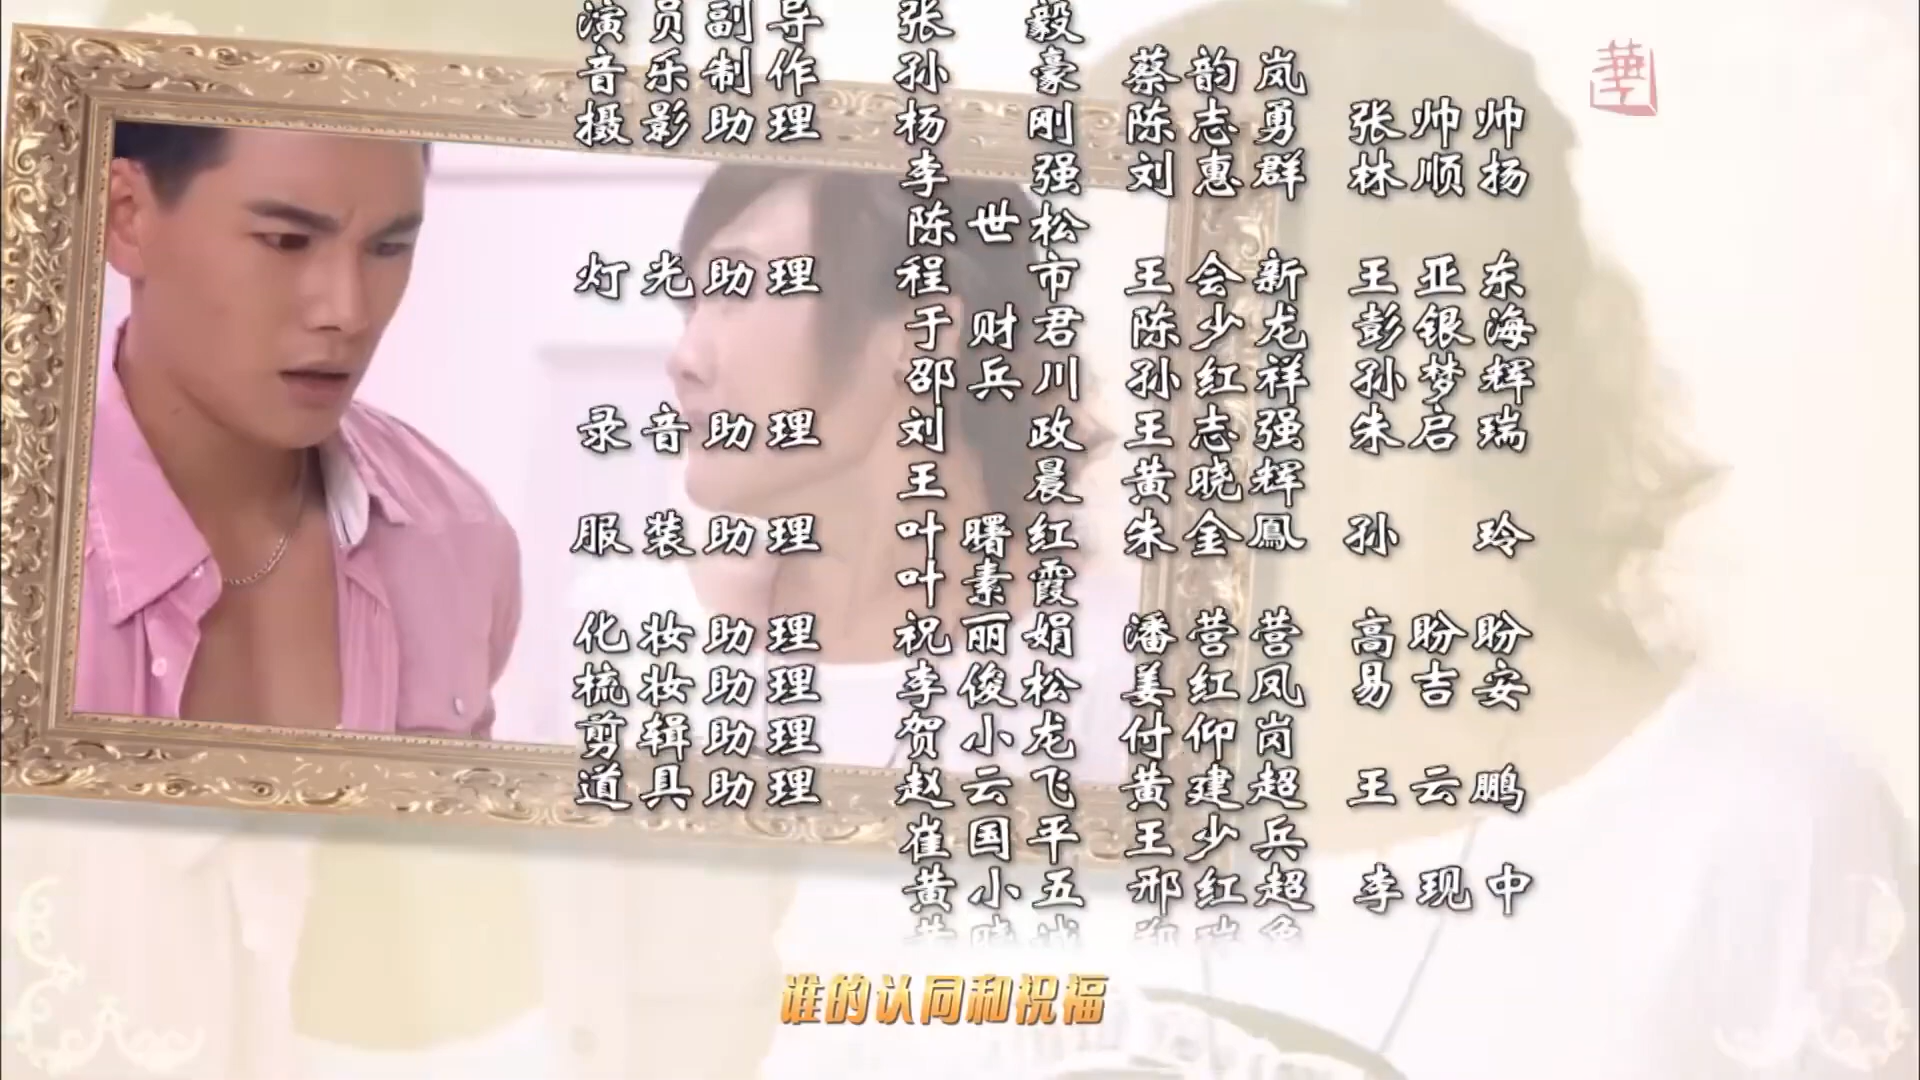 演员副导 张毅
音乐制作 孙豪 蔡韵岚
摄影助理 杨刚 陈志勇 张帅帅
李强 刘惠群 林顺扬
陈世松
灯光助理 程市 王会新 王亚东
于财君 陈少龙 彭银海
邵兵川 孙红祥 孙梦辉
录音助理 刘政 王志强 朱启瑞
王晨 黄晓辉
服装助理 叶曙红 朱金鳳 孙玲
叶素霞
化妆助理 祝丽娟 潘营营 高盼盼
梳妆助理 李俊松 姜红凤 易吉安
剪辑助理 贺小龙 付仰岗
道具助理 赵云飞 黄建超 王云鹏
崔国平 王少兵
黄小五 邢红超 李现中
谁的认同和祝福